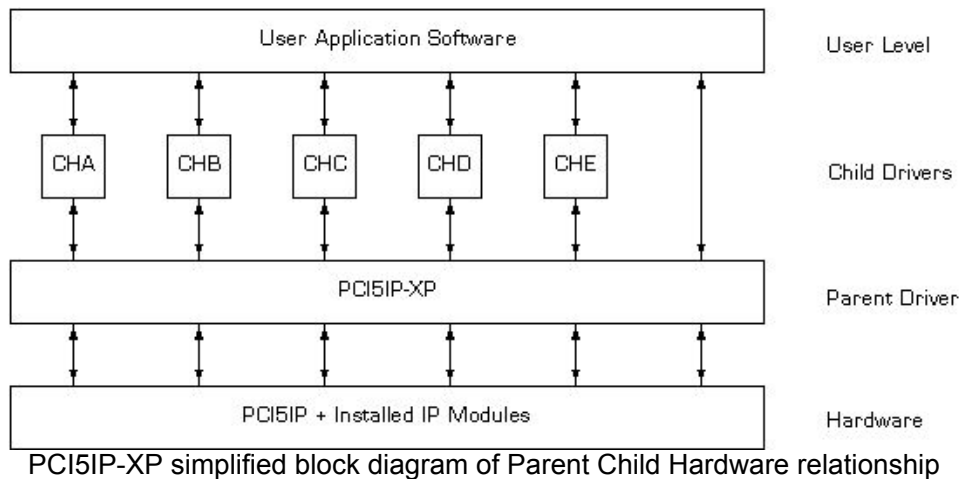 User Application Software User Level
CHA CHB CHC CHD CHE Child Drivers
PCI5IP-XP Parent Driver
PCI5IP + Installed IP Modules Hardware
PCI5IP-XP simplified block diagram of Parent Child Hardware relationship